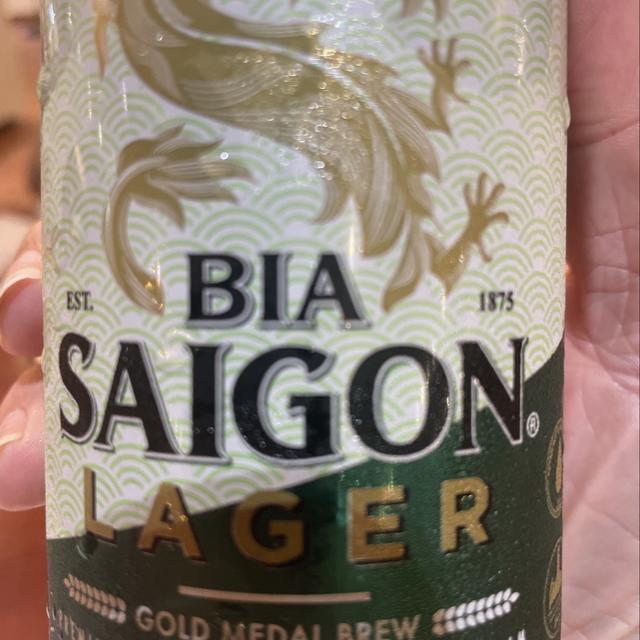 BIA
EST. 1875
SAIGON®
LAGER
GOLD MEDAL BREW